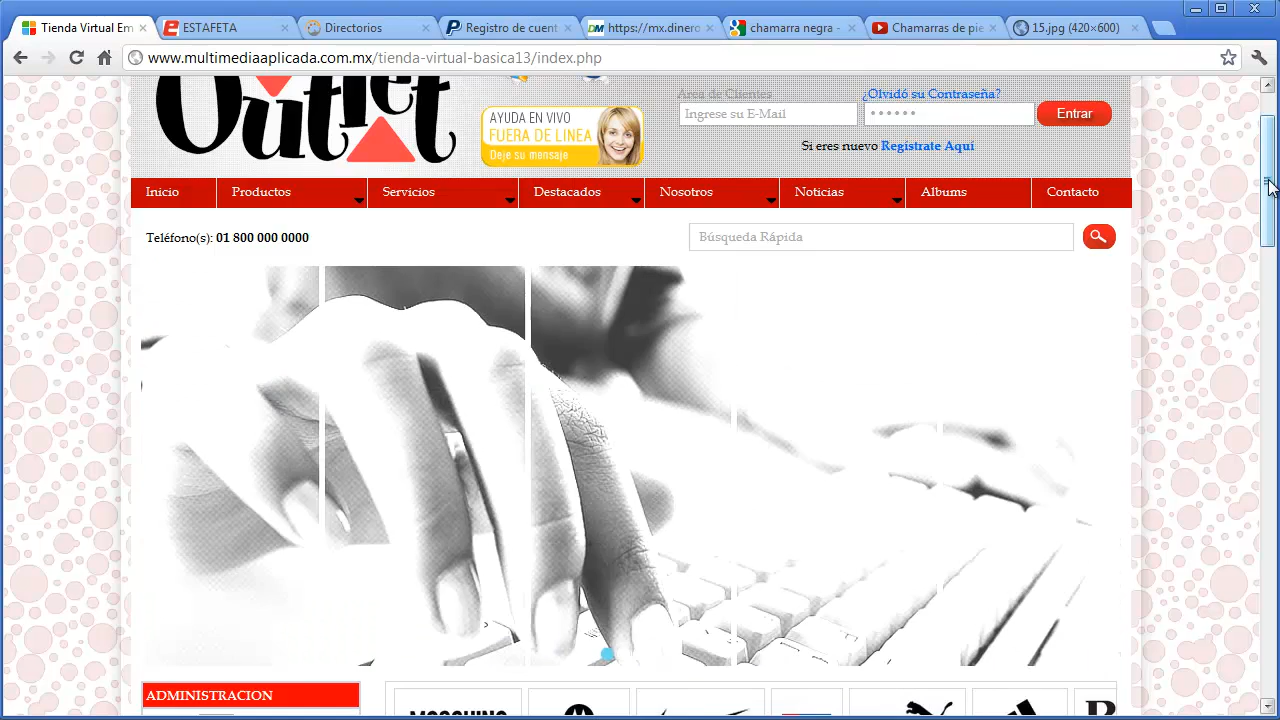 Tienda Virtual Em
ESTAFETA
Directorios
Registro de cuent
https://mx.dinero
chamarra negra -
Chamarras de pie
15.jpg (420×600)
www.multimediaaplicada.com.mx/tienda-virtual-basica13/index.php
Outlet
AYUDA EN VIVO
FUERA DE LINEA
Deje su mensaje
Area de Clientes
¿Olvidó su Contraseña?
Ingrese su E-Mail
Entrar
Si eres nuevo Registrate Aquí
Inicio
Productos
Servicios
Destacados
Nosotros
Noticias
Albums
Contacto
Teléfono(s): 01 800 000 0000
Búsqueda Rápida
ADMINISTRACION
MOSCHINO